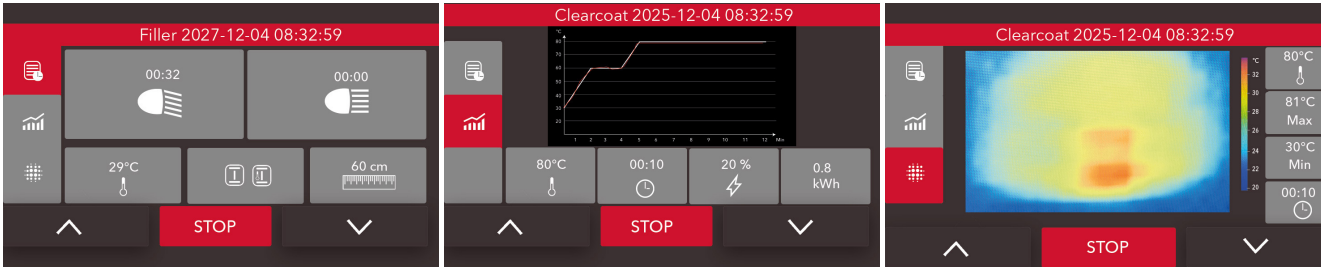 Filler 2027-12-04 08:32:59
00:32
00:00
29°C
60 cm
STOP
Clearcoat 2025-12-04 08:32:59
°C
80
70
60
50
40
30
20
1 2 3 4 5 6 7 8 9 10 11 12 Min
80°C
00:10
20 %
0.8
kWh
STOP
Clearcoat 2025-12-04 08:32:59
°C
32
30
28
26
24
22
20
80°C
81°C
Max
30°C
Min
00:10
STOP